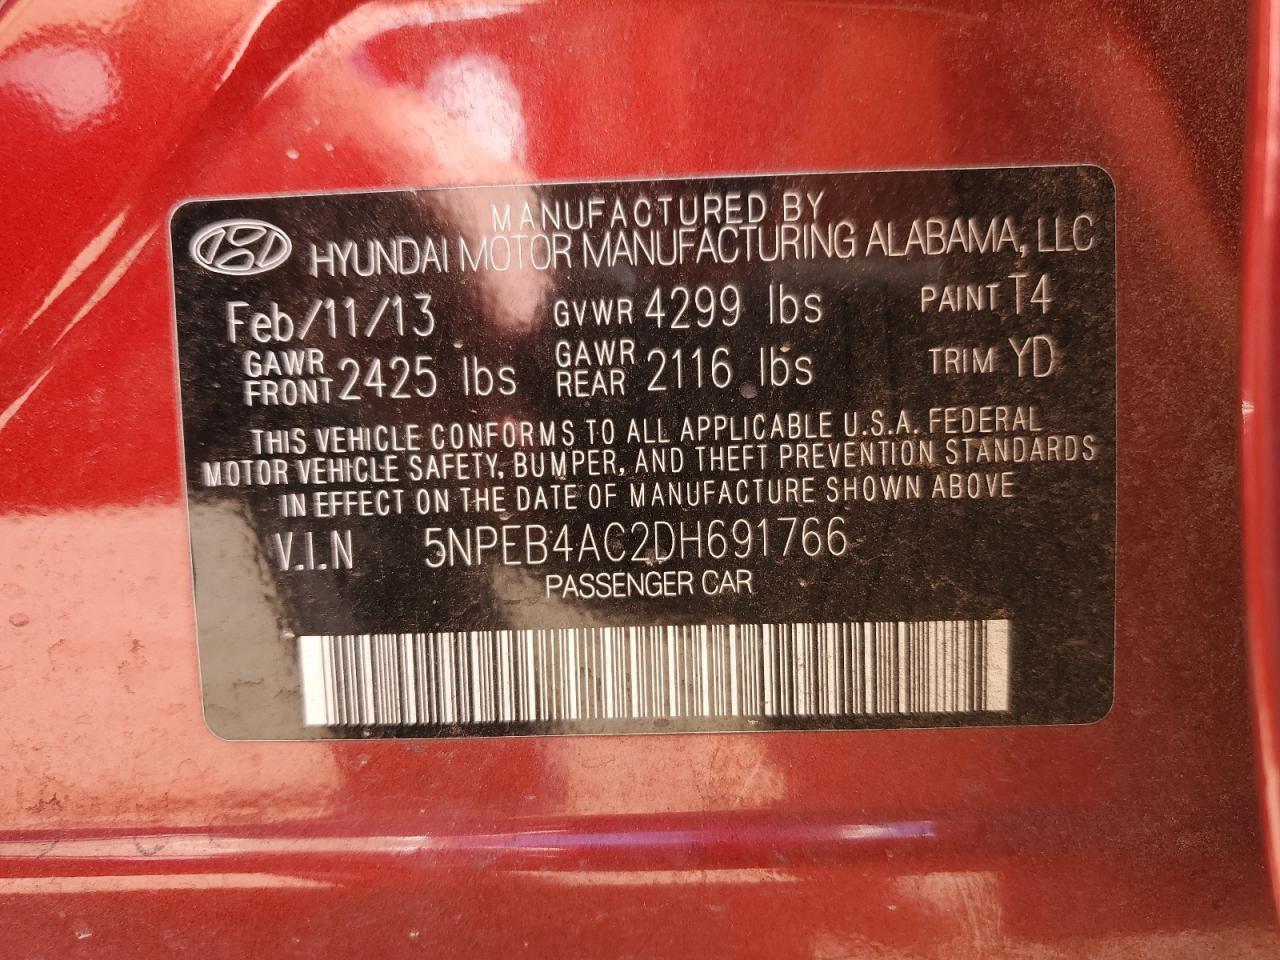 MANUFACTURED BY
HYUNDAI MOTOR MANUFACTURING ALABAMA, LLC
Feb/11/13 GVWR 4299 lbs PAINT T4
GAWR FRONT 2425 lbs GAWR REAR 2116 lbs TRIM YD
THIS VEHICLE CONFORMS TO ALL APPLICABLE U.S.A. FEDERAL
MOTOR VEHICLE SAFETY, BUMPER, AND THEFT PREVENTION STANDARDS
IN EFFECT ON THE DATE OF MANUFACTURE SHOWN ABOVE
V.I.N 5NPEB4AC2DH691766
PASSENGER CAR